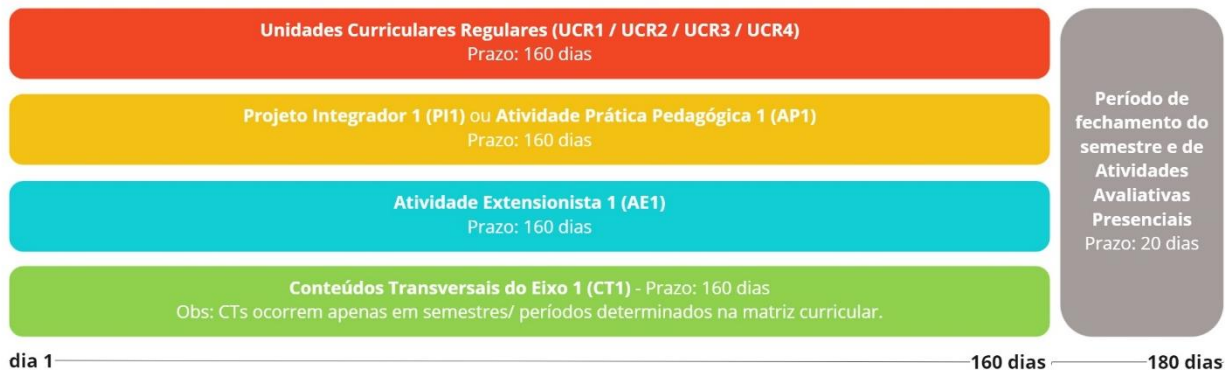 Unidades Curriculares Regulares (UCR1 / UCR2 / UCR3 / UCR4)
Prazo: 160 dias
Projeto Integrador 1 (PI1) ou Atividade Prática Pedagógica 1 (AP1)
Prazo: 160 dias
Atividade Extensionista 1 (AE1)
Prazo: 160 dias
Conteúdos Transversais do Eixo 1 (CT1) - Prazo: 160 dias
Obs: CTs ocorrem apenas em semestres/ períodos determinados na matriz curricular.
Período de
fechamento do
semestre e de
Atividades
Avaliativas
Presenciais
Prazo: 20 dias
dia 1
160 dias
180 dias